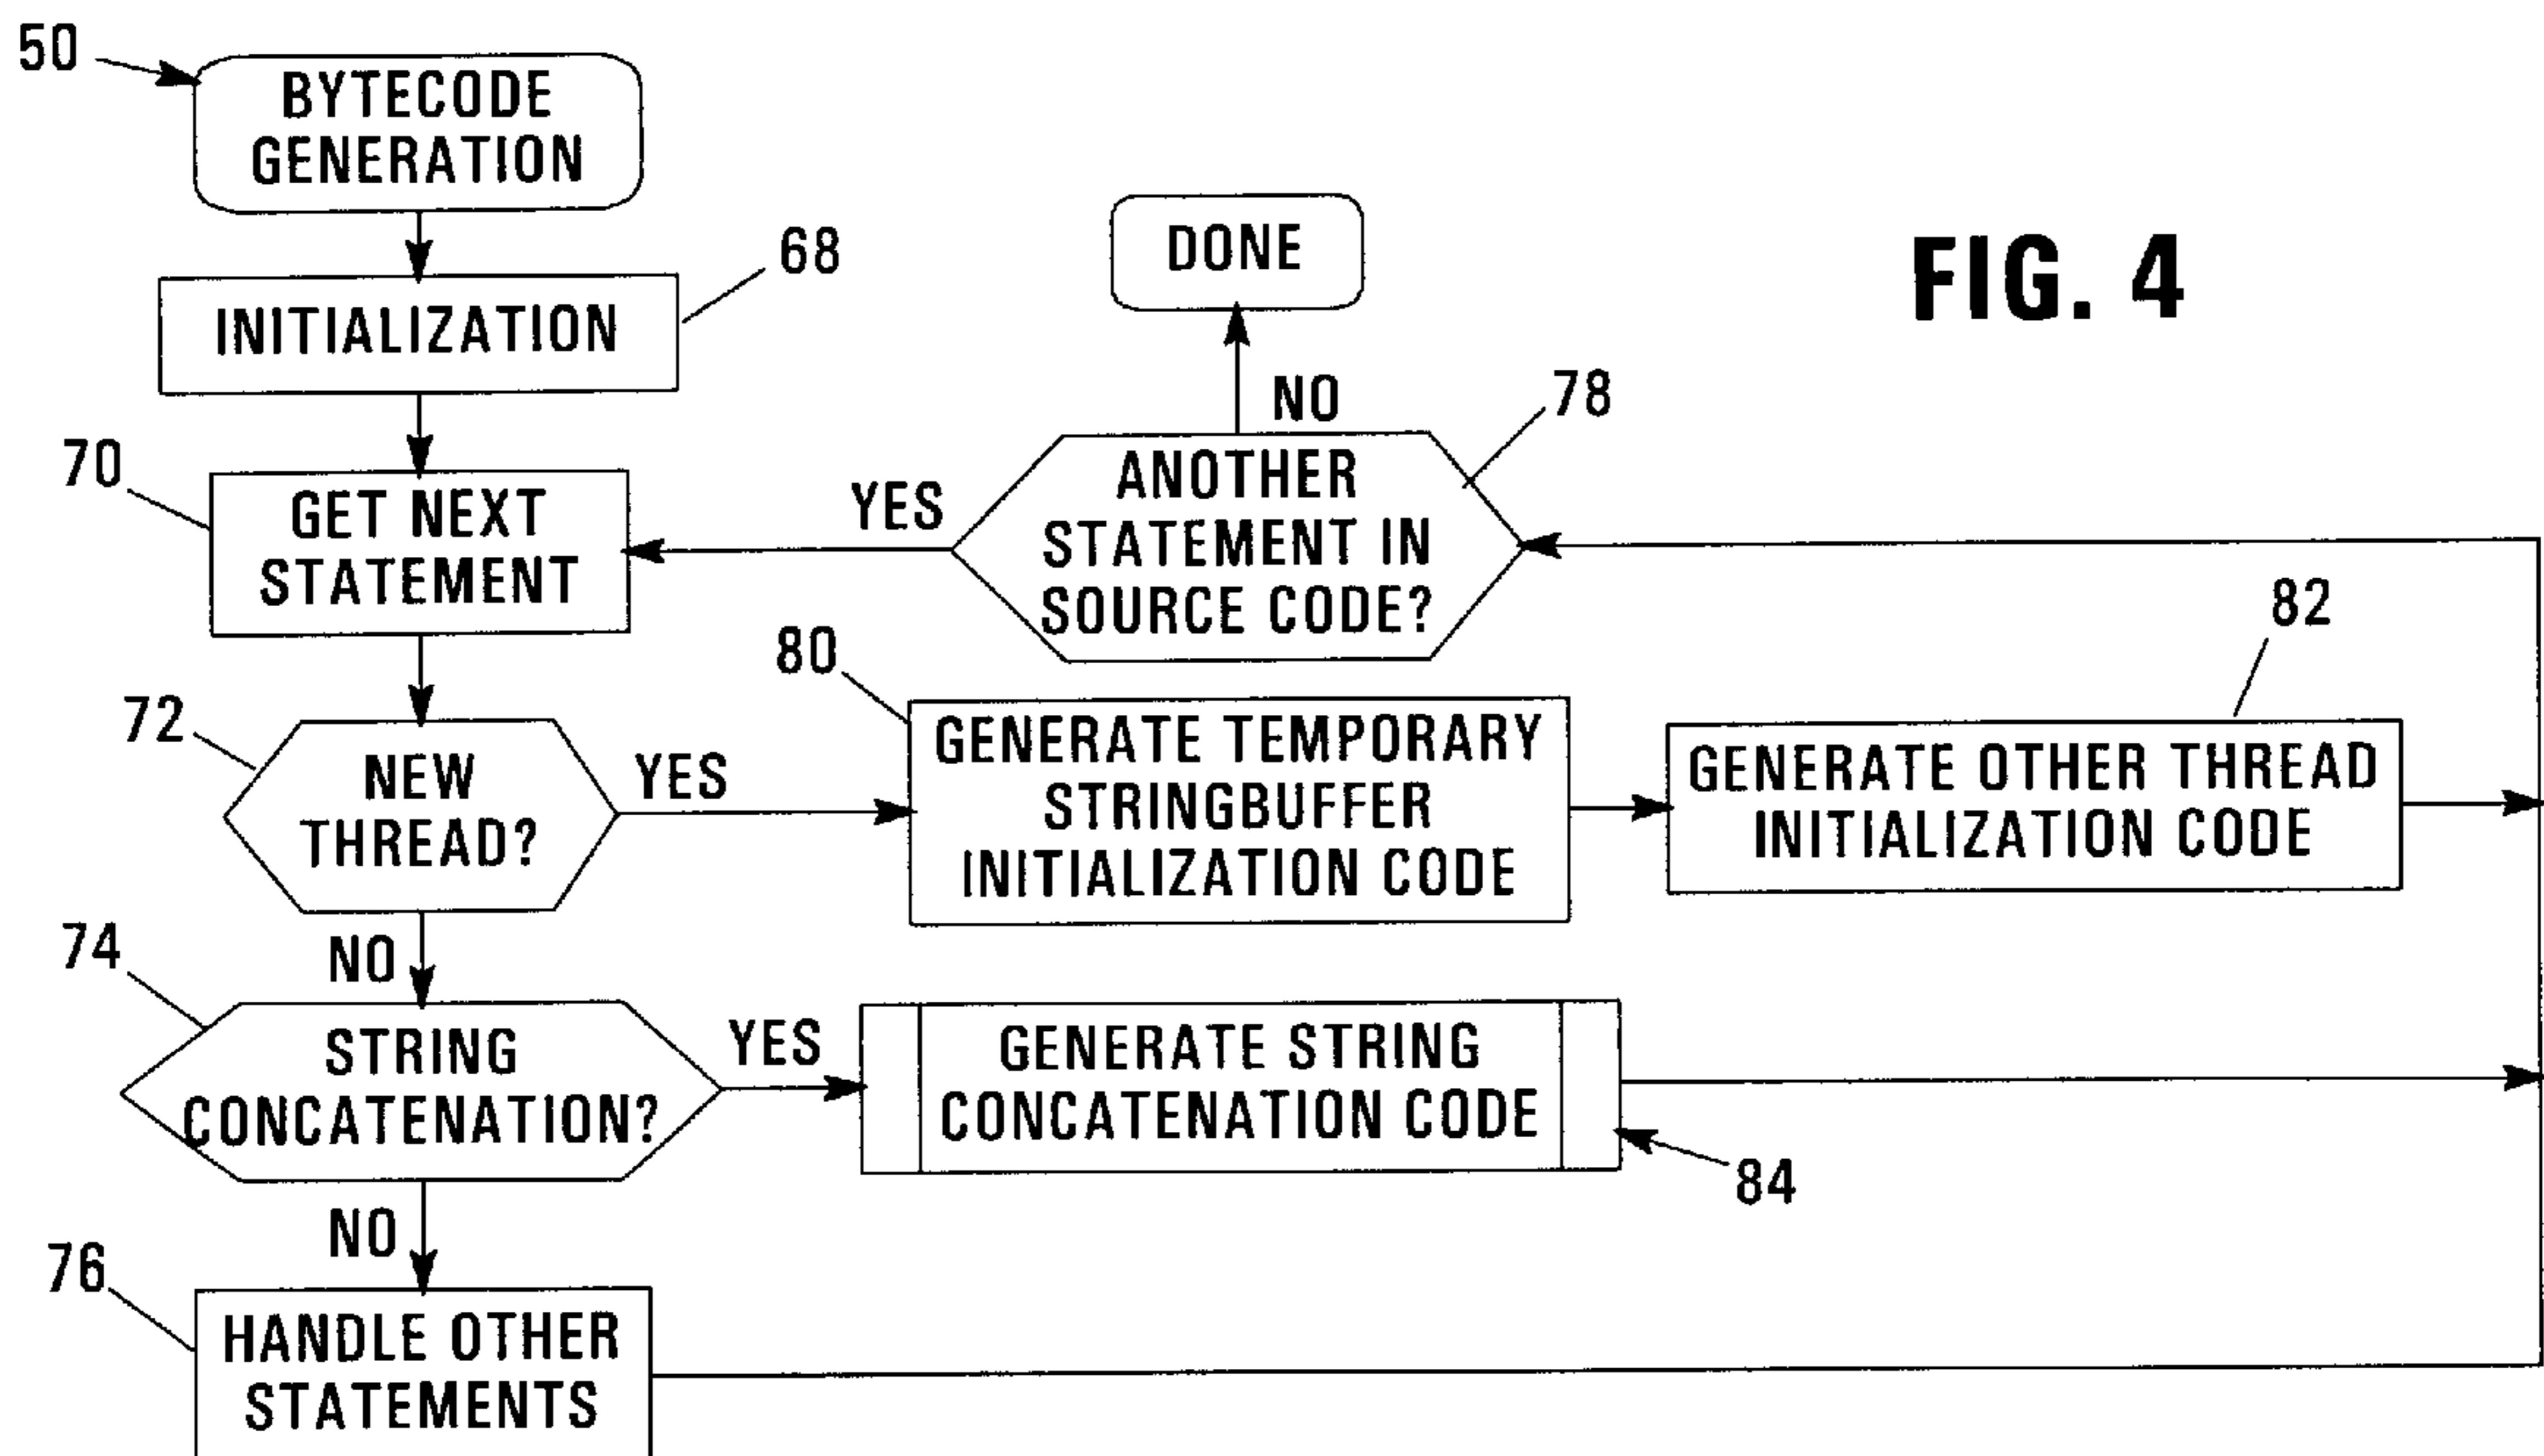 50
BYTECODE
GENERATION
68
INITIALIZATION
DONE
FIG. 4
NO
78
70
GET NEXT
STATEMENT
YES
ANOTHER
STATEMENT IN
SOURCE CODE?
82
80
72
NEW
THREAD?
YES
GENERATE TEMPORARY
STRINGBUFFER
INITIALIZATION CODE
GENERATE OTHER THREAD
INITIALIZATION CODE
NO
74
STRING
CONCATENATION?
YES
GENERATE STRING
CONCATENATION CODE
84
NO
76
HANDLE OTHER
STATEMENTS